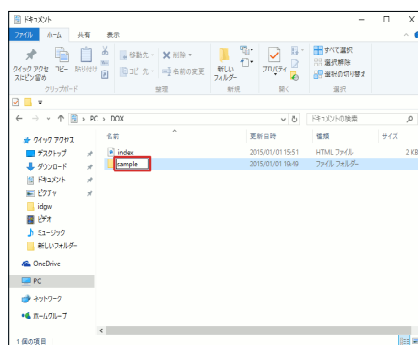 ドキュメント
ファイル ホーム 共有 表示
クイック アクセスにピン留め コピー 貼り付け 移動先 削除 コピー先 名前の変更 新しいフォルダー プロパティ すべて選択 選択解除 選択の切り替え
クリップボード 整理 新規 開く 選択
PC > DOX ドキュメントの検索
名前 更新日時 種類 サイズ
index 2015/01/01 15:51 HTML ファイル 2 KB
sample 2015/01/01 19:49 ファイル フォルダー
クイック アクセス
デスクトップ
ダウンロード
ドキュメント
ピクチャ
idgw
ビデオ
ミュージック
新しいフォルダー
OneDrive
PC
ネットワーク
ホームグループ
1 個の項目